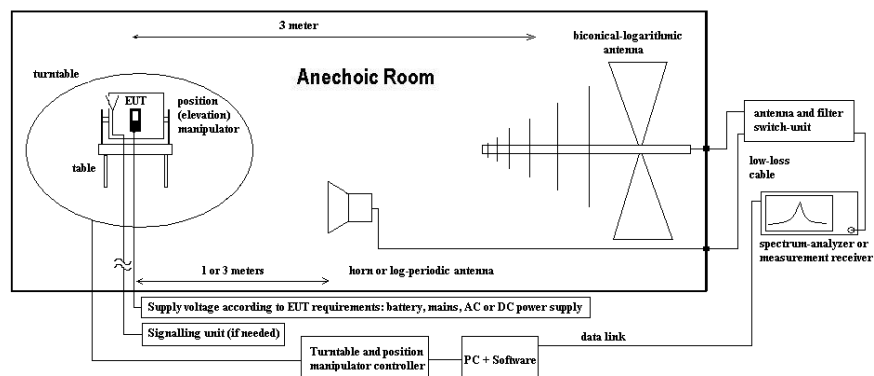 3 meter
biconical-logarithmic
antenna
turntable
Anechoic Room
EUT
position
(elevation)
manipulator
antenna and filter
switch-unit
table
low-loss
cable
spectrum-analyzer or
measurement receiver
1 or 3 meters
horn or log-periodic antenna
Supply voltage according to EUT requirements: battery, mains, AC or DC power supply
Signalling unit (if needed)
data link
Turntable and position
manipulator controller
PC + Software